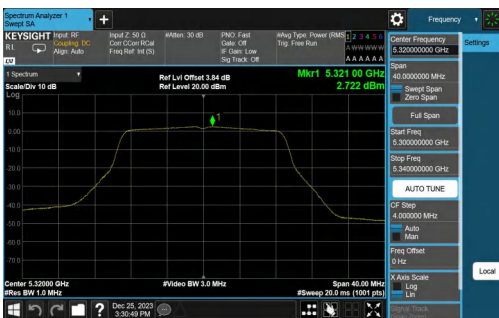 Spectrum Analyzer 1
Swept SA
+
Frequency
KEYSIGHT Input: RF
RL
Coupling: DC
Align: Auto
Input Z: 50 Ω
Corr CCorr RCal
Freq Ref: Int (S)
#Atten: 30 dB
PNO: Fast
Gate: Off
IF Gain: Low
Sig Track: Off
#Avg Type: Power (RMS
Trig: Free Run
1 2 3 4 5 6
A WWWWW
A A A A A A
LVI
1 Spectrum
Scale/Div 10 dB
Log
Ref Lvl Offset 3.84 dB
Ref Level 20.00 dBm
Mkr1 5.321 00 GHz
2.722 dBm
1
10.0
0.00
-10.0
-20.0
-30.0
-40.0
-50.0
-60.0
-70.0
Center 5.32000 GHz
#Res BW 1.0 MHz
#Video BW 3.0 MHz
Span 40.00 MHz
#Sweep 20.0 ms (1001 pts)
Dec 25, 2023
3:30:49 PM
?
Center Frequency
5.320000000 GHz
Settings
Span
40.0000000 MHz
Swept Span
Zero Span
Full Span
Start Freq
5.300000000 GHz
Stop Freq
5.340000000 GHz
AUTO TUNE
CF Step
4.000000 MHz
Auto
Man
Freq Offset
0 Hz
X Axis Scale
Log
Lin
Local
Signal Track